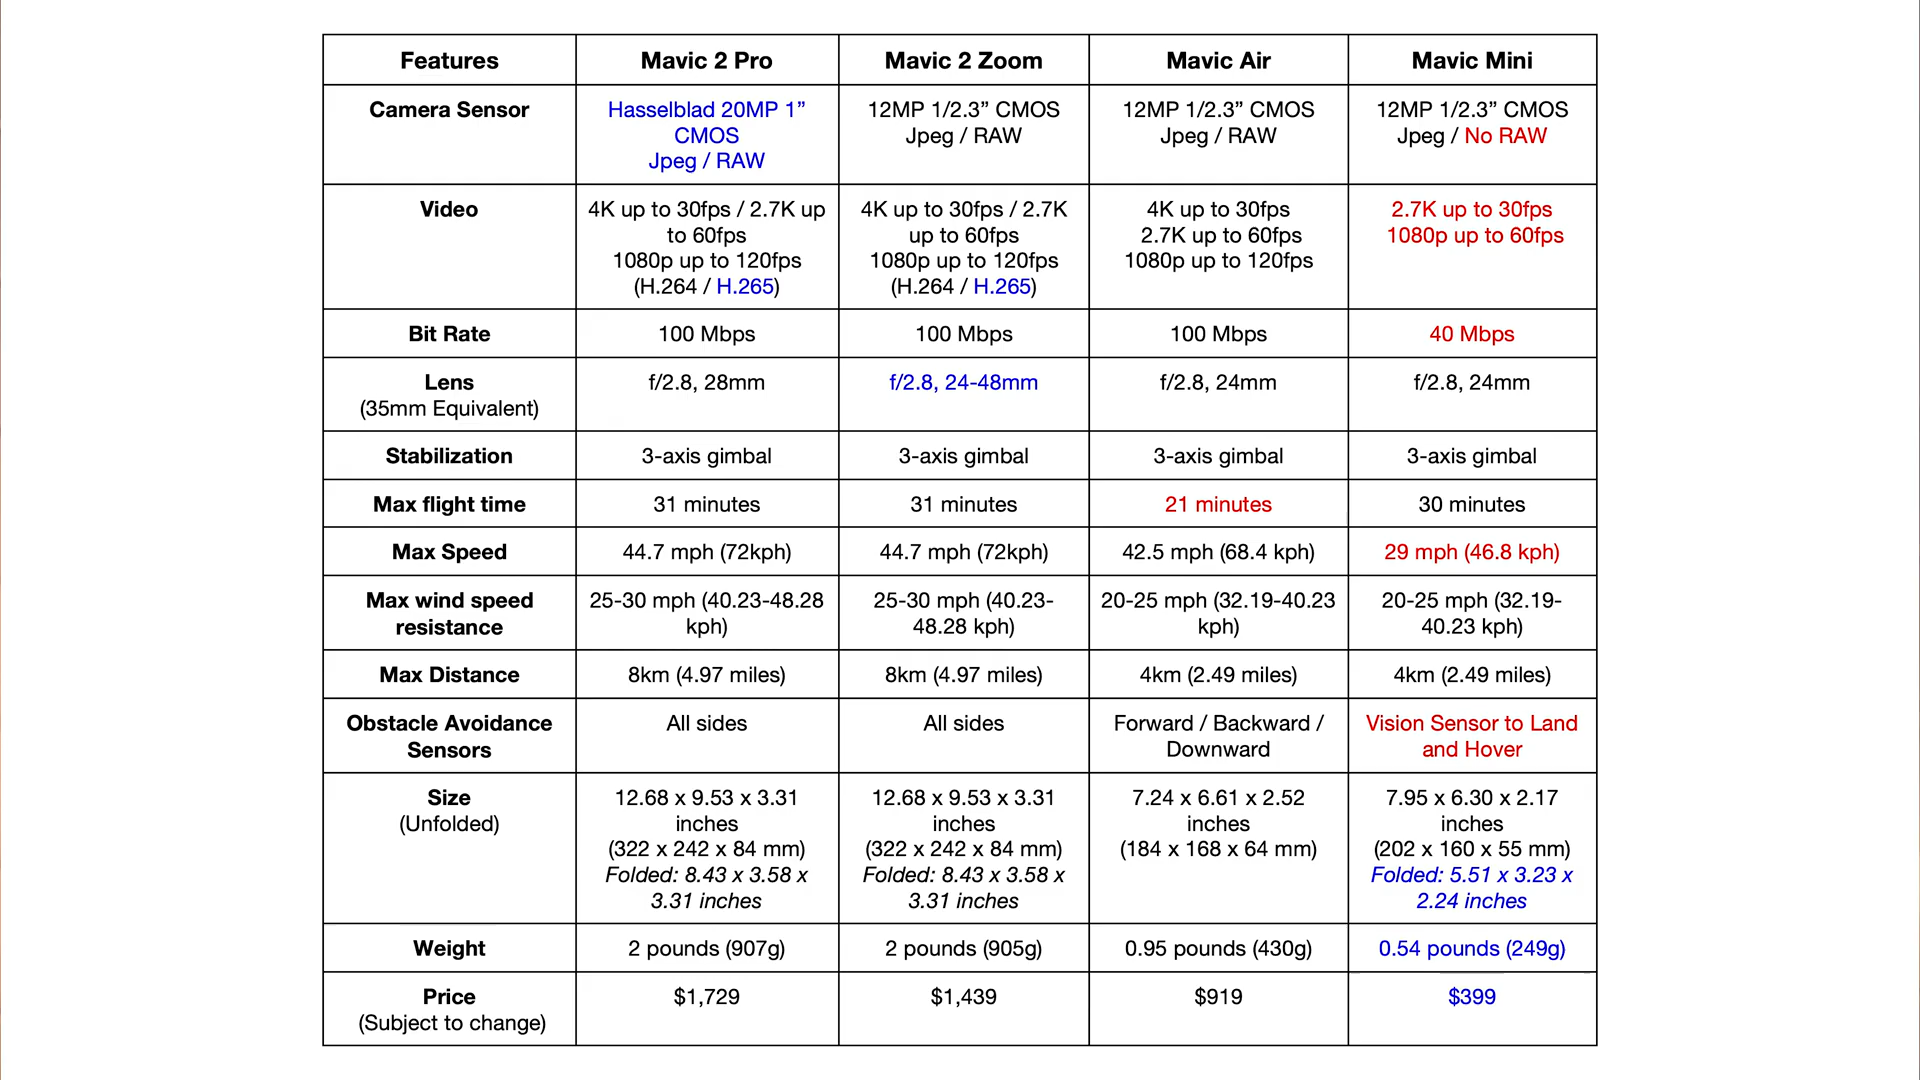 Features
Mavic 2 Pro
Mavic 2 Zoom
Mavic Air
Mavic Mini
Camera Sensor
Hasselblad 20MP 1”
CMOS
Jpeg / RAW
12MP 1/2.3” CMOS
Jpeg / RAW
12MP 1/2.3” CMOS
Jpeg / RAW
12MP 1/2.3” CMOS
Jpeg / No RAW
Video
4K up to 30fps / 2.7K up
to 60fps
1080p up to 120fps
(H.264 / H.265)
4K up to 30fps / 2.7K
up to 60fps
1080p up to 120fps
(H.264 / H.265)
4K up to 30fps
2.7K up to 60fps
1080p up to 120fps
2.7K up to 30fps
1080p up to 60fps
Bit Rate
100 Mbps
100 Mbps
100 Mbps
40 Mbps
Lens
(35mm Equivalent)
f/2.8, 28mm
f/2.8, 24-48mm
f/2.8, 24mm
f/2.8, 24mm
Stabilization
3-axis gimbal
3-axis gimbal
3-axis gimbal
3-axis gimbal
Max flight time
31 minutes
31 minutes
21 minutes
30 minutes
Max Speed
44.7 mph (72kph)
44.7 mph (72kph)
42.5 mph (68.4 kph)
29 mph (46.8 kph)
Max wind speed
resistance
25-30 mph (40.23-48.28
kph)
25-30 mph (40.23-
48.28 kph)
20-25 mph (32.19-40.23
kph)
20-25 mph (32.19-
40.23 kph)
Max Distance
8km (4.97 miles)
8km (4.97 miles)
4km (2.49 miles)
4km (2.49 miles)
Obstacle Avoidance
Sensors
All sides
All sides
Forward / Backward /
Downward
Vision Sensor to Land
and Hover
Size
(Unfolded)
12.68 x 9.53 x 3.31
inches
(322 x 242 x 84 mm)
Folded: 8.43 x 3.58 x
3.31 inches
12.68 x 9.53 x 3.31
inches
(322 x 242 x 84 mm)
Folded: 8.43 x 3.58 x
3.31 inches
7.24 x 6.61 x 2.52
inches
(184 x 168 x 64 mm)
7.95 x 6.30 x 2.17
inches
(202 x 160 x 55 mm)
Folded: 5.51 x 3.23 x
2.24 inches
Weight
2 pounds (907g)
2 pounds (905g)
0.95 pounds (430g)
0.54 pounds (249g)
Price
(Subject to change)
$1,729
$1,439
$919
$399